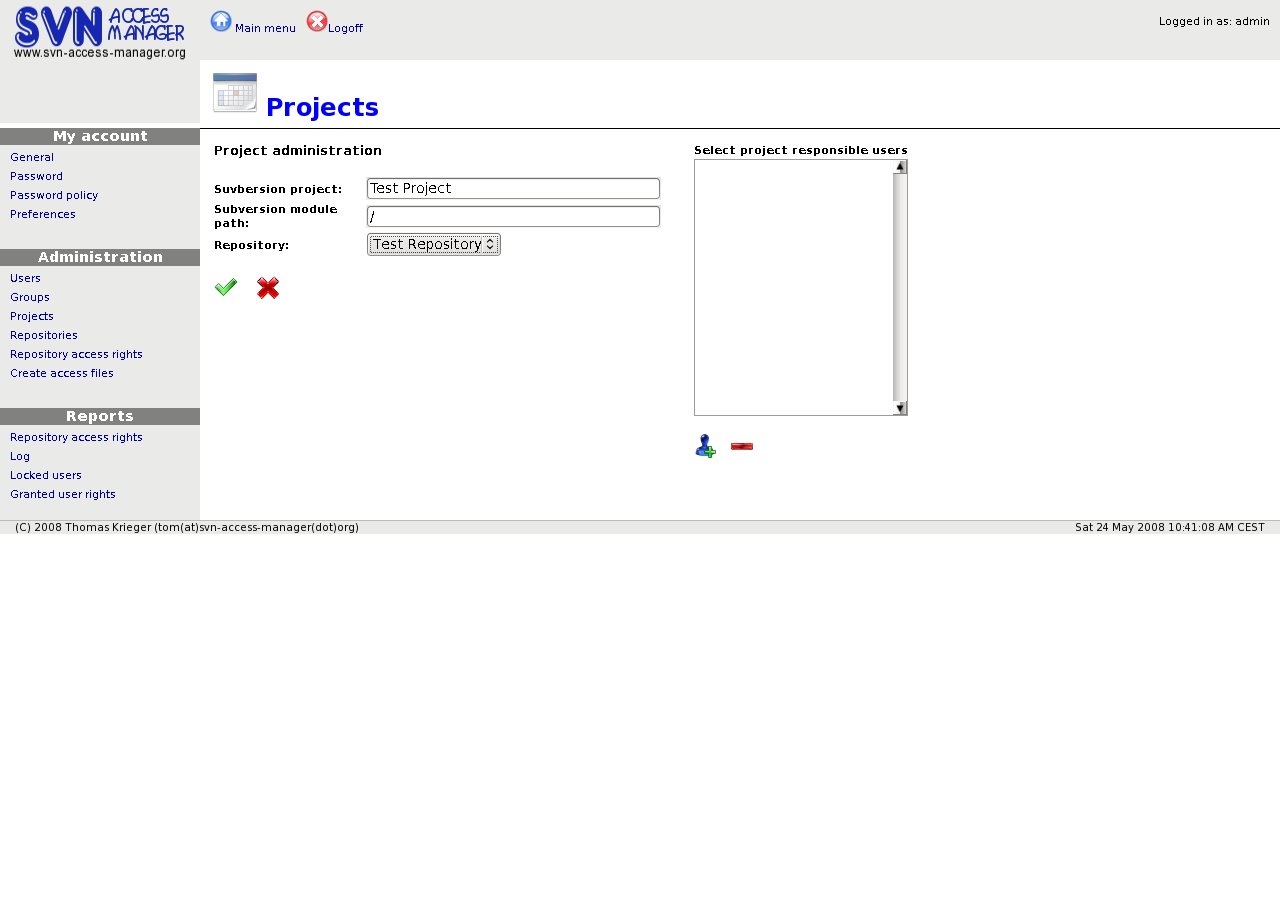 SVN ACCESS MANAGER
www.svn-access-manager.org
Main menu
Logoff
Logged in as: admin
Projects
My account
General
Password
Password policy
Preferences
Administration
Users
Groups
Projects
Repositories
Repository access rights
Create access files
Reports
Repository access rights
Log
Locked users
Granted user rights
Project administration
Suvbersion project:
Test Project
Subversion module
path:
/
Repository:
Test Repository
Select project responsible users
(C) 2008 Thomas Krieger (tom(at)svn-access-manager(dot)org)
Sat 24 May 2008 10:41:08 AM CEST